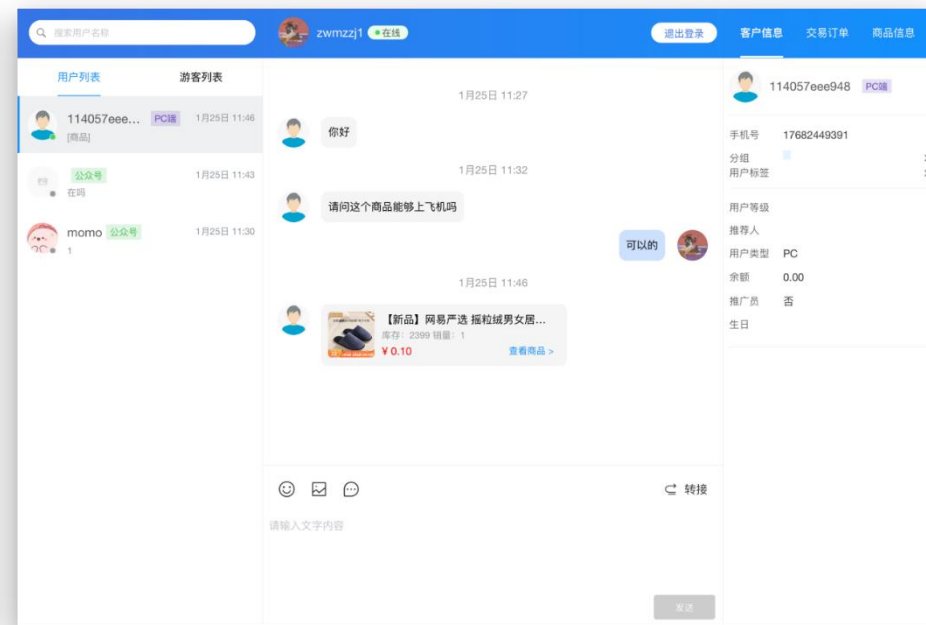 搜索用户名称
zwmzzj1 在线
退出登录
客户信息 交易订单 商品信息
用户列表 游客列表
114057eee... PC端 1月25日 11:46
[商品]
公众号 1月25日 11:43
在吗
momo 公众号 1月25日 11:30
1
1月25日 11:27
你好
1月25日 11:32
请问这个商品能够上飞机吗
可以的
1月25日 11:46
【新品】网易严选 摇粒绒男女居...
库存：2399 销量：1
¥ 0.10 查看商品 >
转接
请输入文字内容
发送
114057eee948 PC端
手机号 17682449391
分组
用户标签
用户等级
推荐人
用户类型 PC
余额 0.00
推广员 否
生日